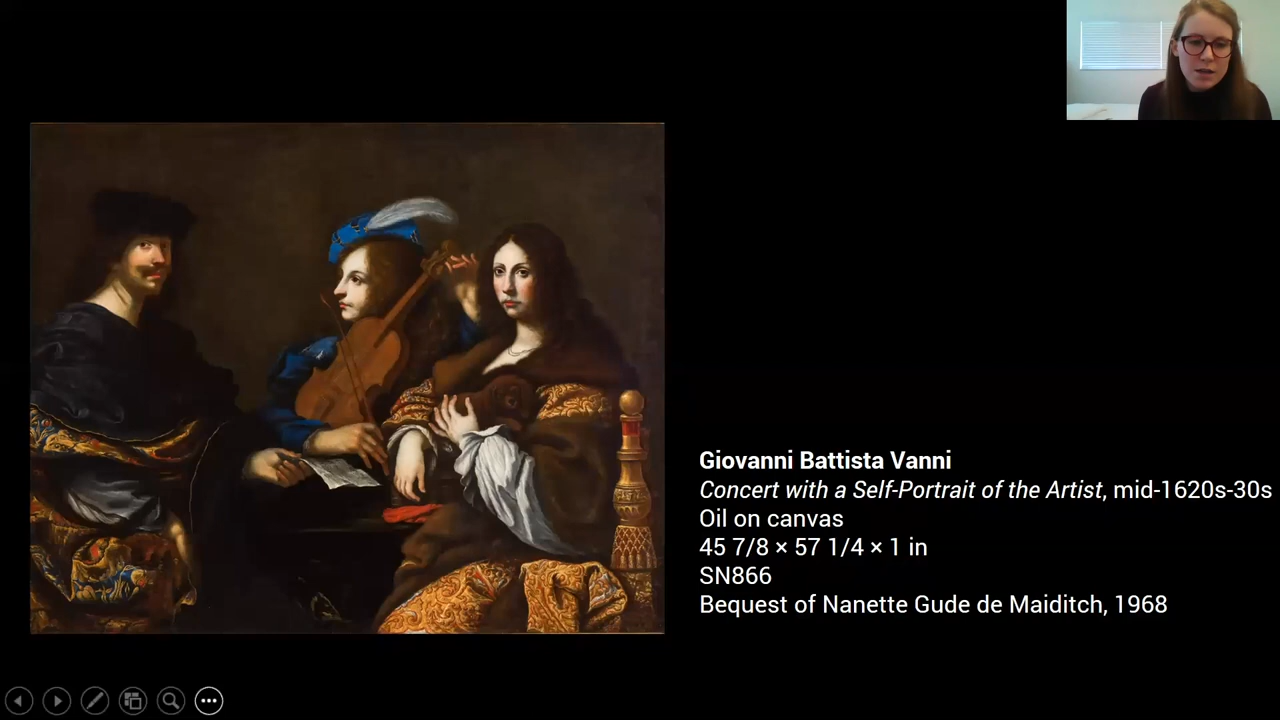 Giovanni Battista Vanni
Concert with a Self-Portrait of the Artist, mid-1620s-30s
Oil on canvas
45 7/8 × 57 1/4 × 1 in
SN866
Bequest of Nanette Gude de Maiditch, 1968